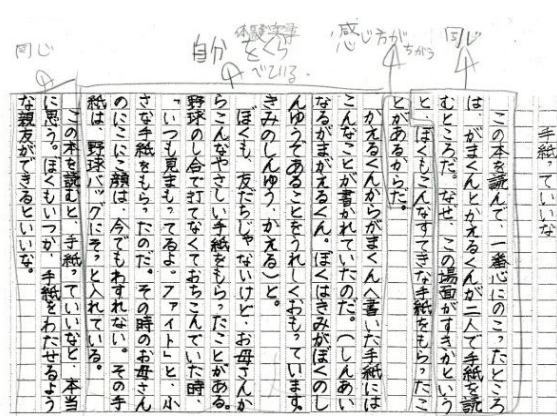 同じ
感じ方が
ちがう
体験、実事
自分をくら
べている。
同じ
手紙っていいな
この本を読んで、一番心にのこったところ
は、がまくんとかえるくんが二人で手紙を読
むところだ。なぜ、この場面がすきかという
と、ぼくもこんなすてきな手紙をもらったこ
とがあるからだ。
かえるくんからがまくんへ書いた手紙には
こんなことが書かれていたのだ。（しんあい
なるがまがえるくん。ぼくはきみがぼくのし
んゆうであることをうれしくおもっています。
きみのしんゆう、かえる）と。
ぼくも、友だちじゃないけど、お母さんか
らこんなやさしい手紙をもらったことがある。
野球のし合で打てなくておちこんでいた時、
「いつも見まもってるよ。ファイト」と、小
さな手紙をもらったのだ。その時のお母さん
のにこにこ顔は、今でもわすれない。その手
紙は、野球バッグにそっと入れている。
この本を読むと、手紙っていいなと、本当
に思う。ぼくもいつか、手紙をわたせるよう
な親友ができるといいな。